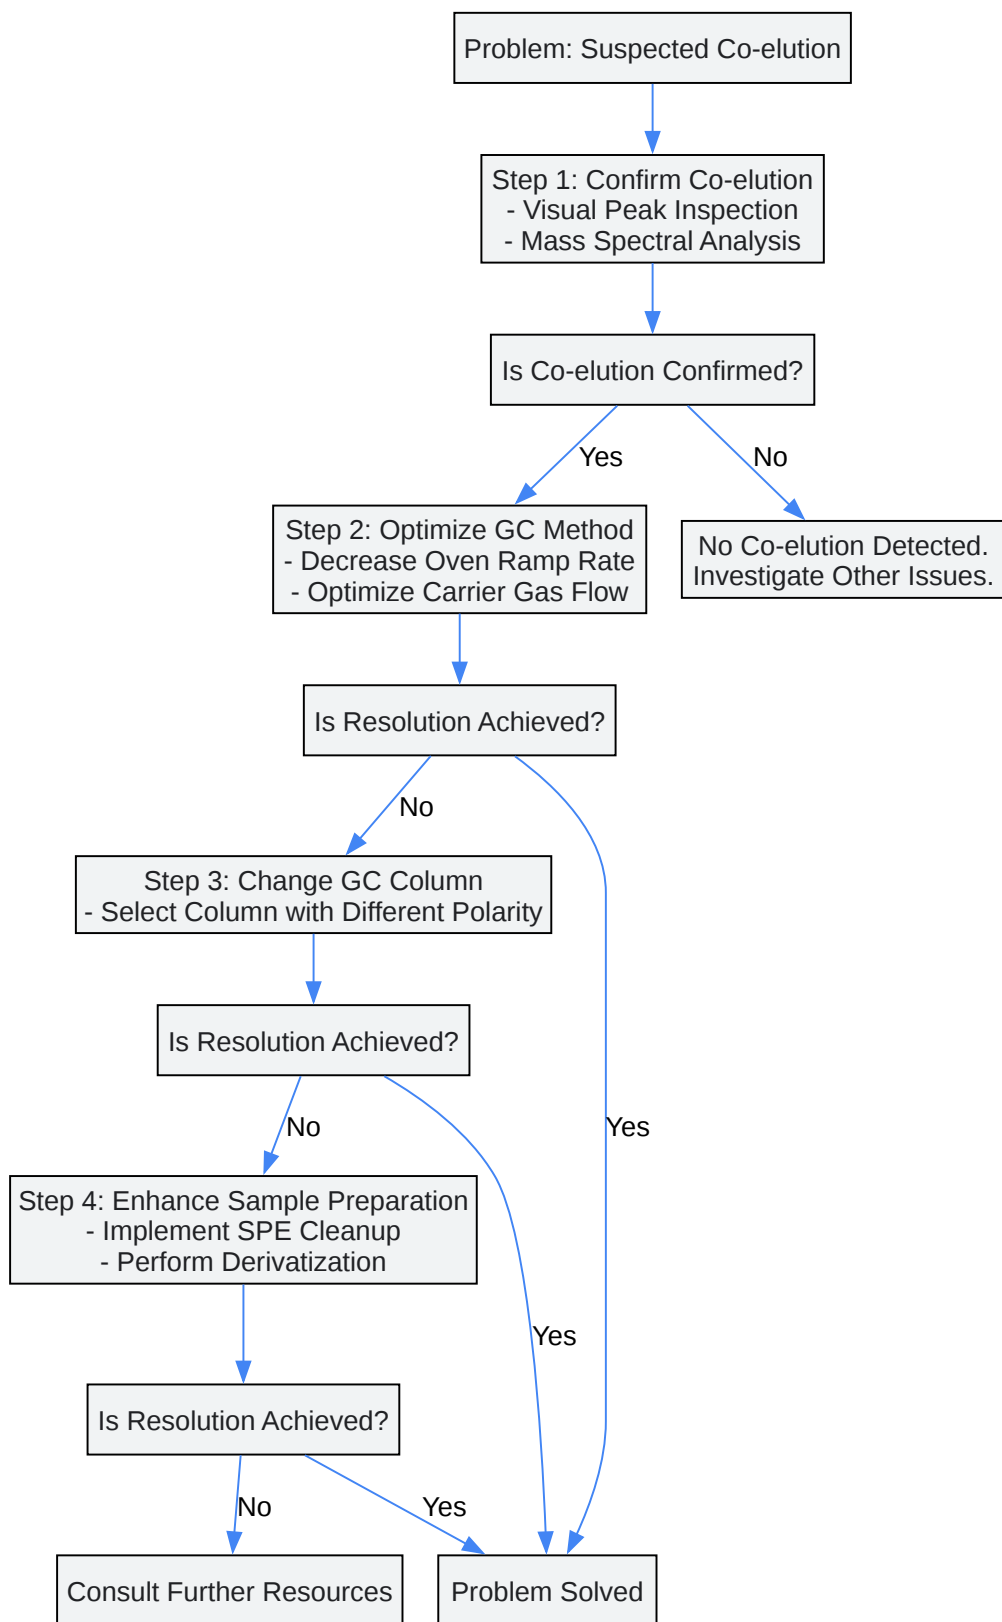 Problem: Suspected Co-elution
Step 1: Confirm Co-elution
- Visual Peak Inspection
- Mass Spectral Analysis
Is Co-elution Confirmed?
Yes
No
Step 2: Optimize GC Method
- Decrease Oven Ramp Rate
- Optimize Carrier Gas Flow
No Co-elution Detected.
Investigate Other Issues.
Is Resolution Achieved?
No
Step 3: Change GC Column
- Select Column with Different Polarity
Is Resolution Achieved?
No
Yes
Step 4: Enhance Sample Preparation
- Implement SPE Cleanup
- Perform Derivatization
Yes
Is Resolution Achieved?
No
Yes
Consult Further Resources
Problem Solved